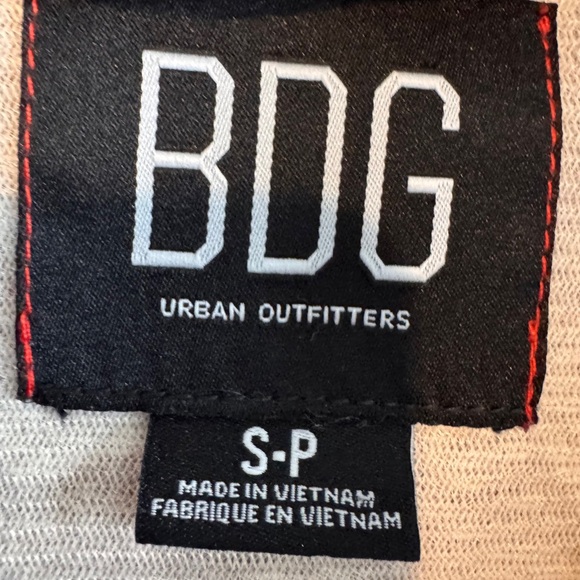 BDG
URBAN OUTFITTERS
S-P
MADE IN VIETNAM
FABRIQUE EN VIETNAM